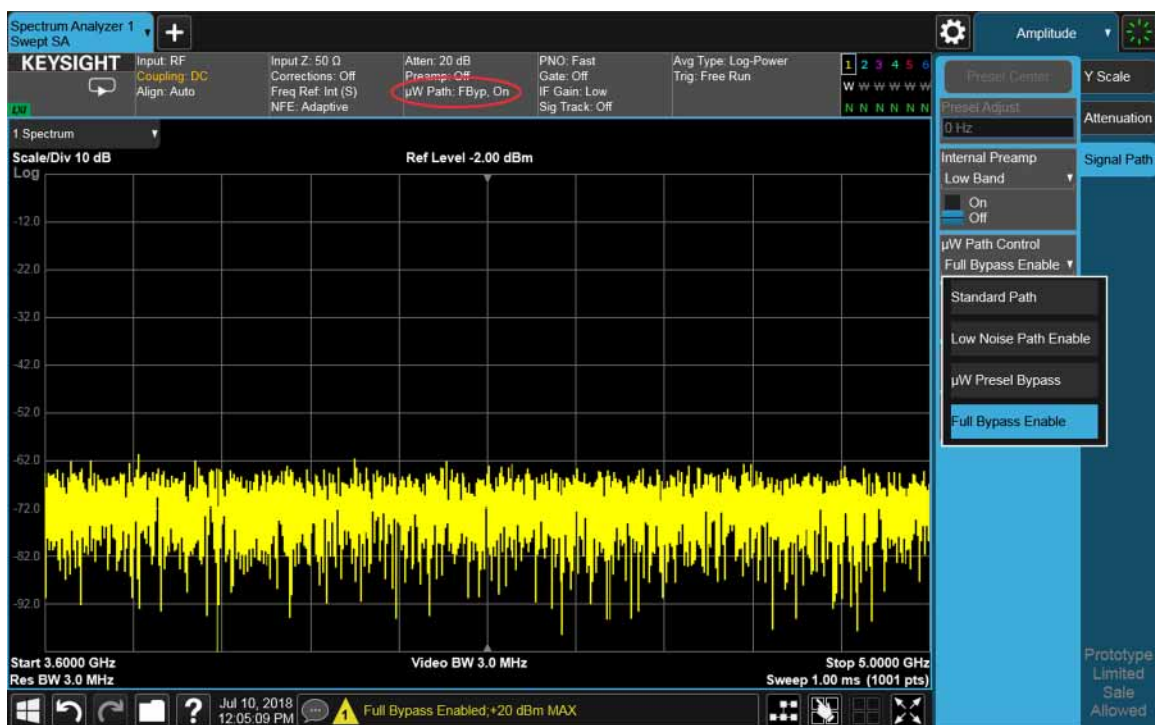 Spectrum Analyzer 1
Swept SA
Amplitude
KEYSIGHT
LXI
Input: RF
Coupling: DC
Align: Auto
Input Z: 50 Ω
Corrections: Off
Freq Ref: Int (S)
NFE: Adaptive
Atten: 20 dB
Preamp: Off
µW Path: FByp, On
PNO: Fast
Gate: Off
IF Gain: Low
Sig Track: Off
Avg Type: Log-Power
Trig: Free Run
1 2 3 4 5 6
W W W W W W
N N N N N N
Presel Center
Presel Adjust
0 Hz
Internal Preamp
Low Band
On
Off
µW Path Control
Full Bypass Enable
Standard Path
Low Noise Path Enable
µW Presel Bypass
Full Bypass Enable
Y Scale
Attenuation
Signal Path
1 Spectrum
Scale/Div 10 dB
Ref Level -2.00 dBm
Log
-12.0
-22.0
-32.0
-42.0
-52.0
-62.0
-72.0
-82.0
-92.0
Start 3.6000 GHz
Video BW 3.0 MHz
Stop 5.0000 GHz
Res BW 3.0 MHz
Sweep 1.00 ms (1001 pts)
Prototype
Limited
Sale
Allowed
?
Jul 10, 2018
12:05:09 PM
1
Full Bypass Enabled;+20 dBm MAX